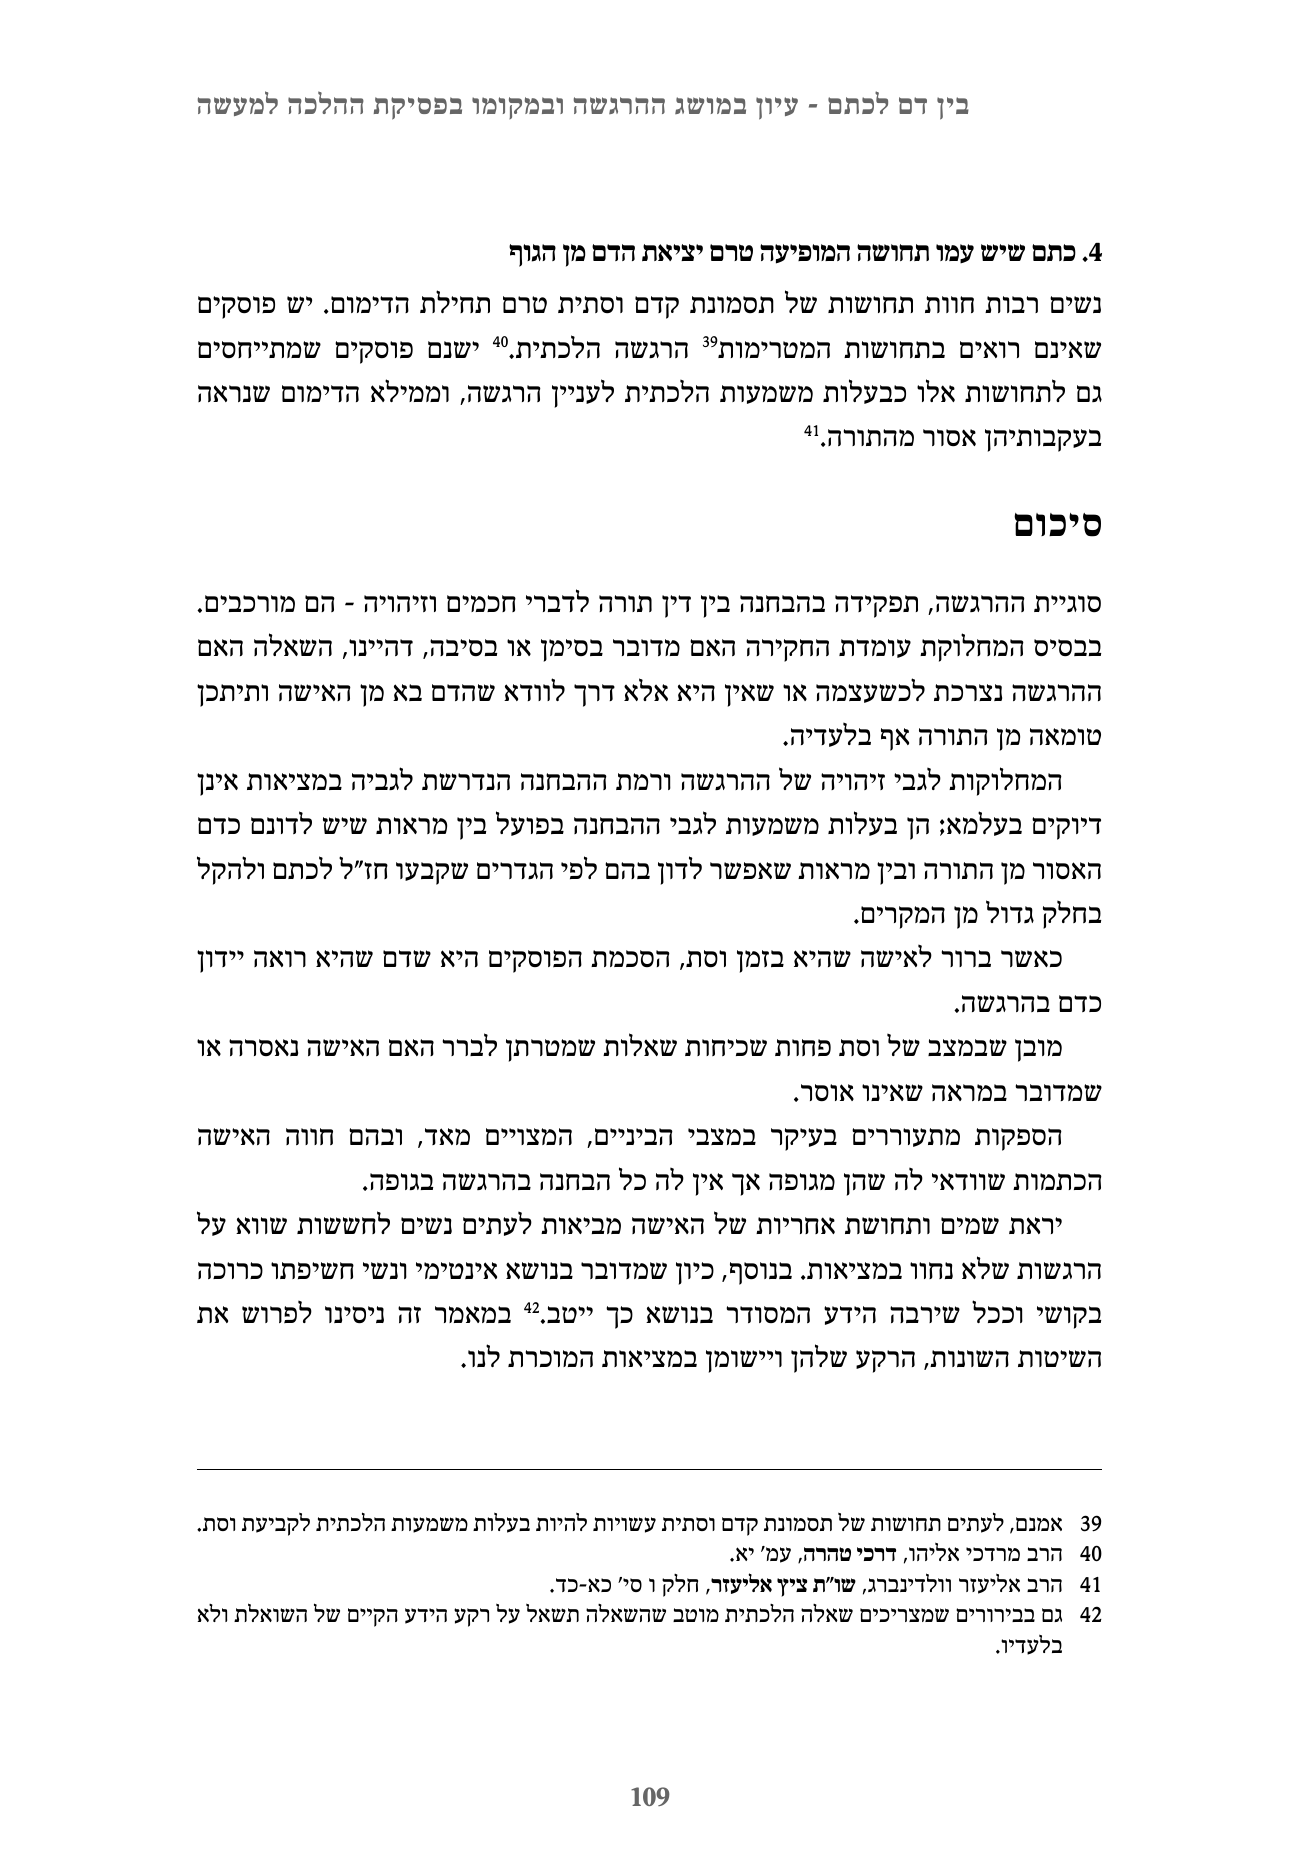 בין דם לכתם - עיון במושג ההרגשה ובמקומו בפסיקת ההלכה למעשה
4. כתם שיש עמו תחושה המופיעה טרם יציאת הדם מן הגוף
נשים רבות חוות תחושות של תסמונת קדם וסתית טרם תחילת הדימום. יש פוסקים
שאינם רואים בתחושות המטרימות39 הרגשה הלכתית.40 ישנם פוסקים שמתייחסים
גם לתחושות אלו כבעלות משמעות הלכתית לעניין הרגשה, וממילא הדימום שנראה
בעקבותיהן אסור מהתורה.41
סיכום
סוגיית ההרגשה, תפקידה בהבחנה בין דין תורה לדברי חכמים וזיהויה - הם מורכבים.
בבסיס המחלוקת עומדת החקירה האם מדובר בסימן או בסיבה, דהיינו, השאלה האם
ההרגשה נצרכת לכשעצמה או שאין היא אלא דרך לוודא שהדם בא מן האישה ותיתכן
טומאה מן התורה אף בלעדיה.
המחלוקות לגבי זיהויה של ההרגשה ורמת ההבחנה הנדרשת לגביה במציאות אינן
דיוקים בעלמא; הן בעלות משמעות לגבי ההבחנה בפועל בין מראות שיש לדונם כדם
האסור מן התורה ובין מראות שאפשר לדון בהם לפי הגדרים שקבעו חז"ל לכתם ולהקל
בחלק גדול מן המקרים.
כאשר ברור לאישה שהיא בזמן וסת, הסכמת הפוסקים היא שדם שהיא רואה יידון
כדם בהרגשה.
מובן שבמצב של וסת פחות שכיחות שאלות שמטרתן לברר האם האישה נאסרה או
שמדובר במראה שאינו אוסר.
הספקות מתעוררים בעיקר במצבי הביניים, המצויים מאד, ובהם חווה האישה
הכתמות שוודאי לה שהן מגופה אך אין לה כל הבחנה בהרגשה בגופה.
יראת שמים ותחושת אחריות של האישה מביאות לעתים נשים לחששות שווא על
הרגשות שלא נחוו במציאות. בנוסף, כיון שמדובר בנושא אינטימי ונשי חשיפתו כרוכה
בקושי וככל שירבה הידע המסודר בנושא כך ייטב.42 במאמר זה ניסינו לפרוש את
השיטות השונות, הרקע שלהן ויישומן במציאות המוכרת לנו.
39 אמנם, לעתים תחושות של תסמונת קדם וסתית עשויות להיות בעלות משמעות הלכתית לקביעת וסת.
40 הרב מרדכי אליהו, דרכי טהרה, עמ' יא.
41 הרב אליעזר וולדינברג, שו"ת ציץ אליעזר, חלק ו סי' כא-כד.
42 גם בבירורים שמצריכים שאלה הלכתית מוטב שהשאלה תשאל על רקע הידע הקיים של השואלת ולא
בלעדיו.
109